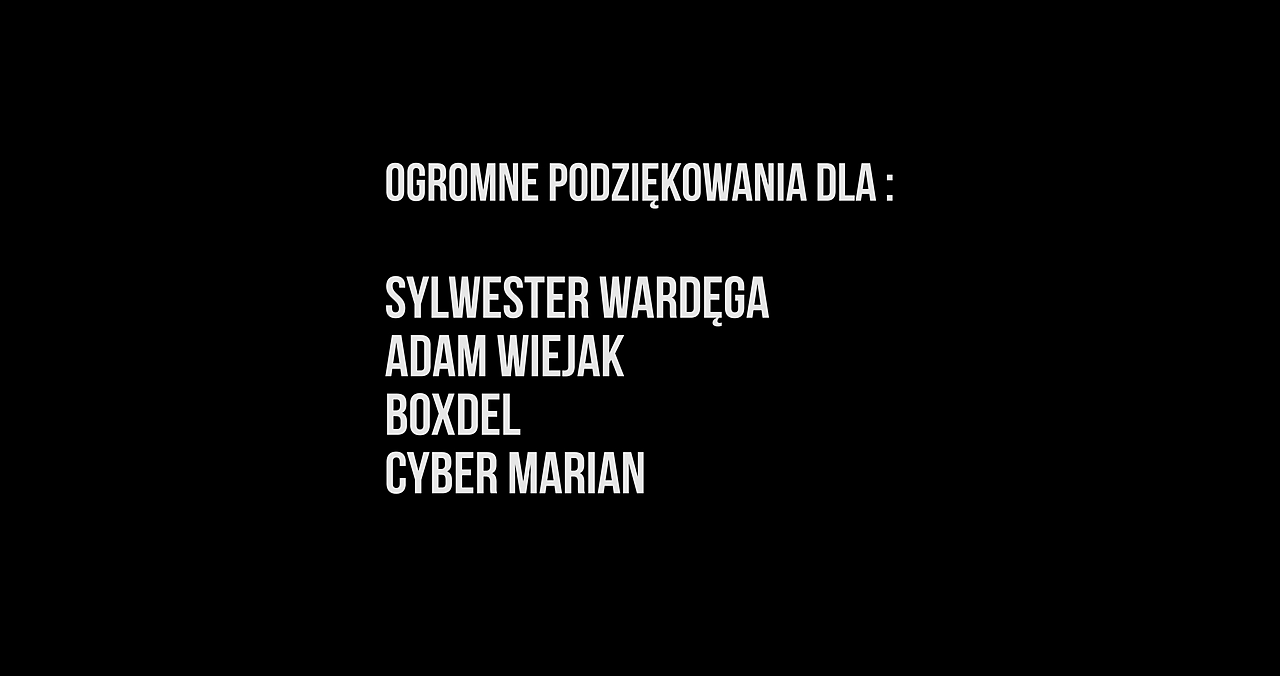 OGROMNE PODZIĘKOWANIA DLA :
SYLWESTER WARDĘGA
ADAM WIEJAK
BOXDEL
CYBER MARIAN